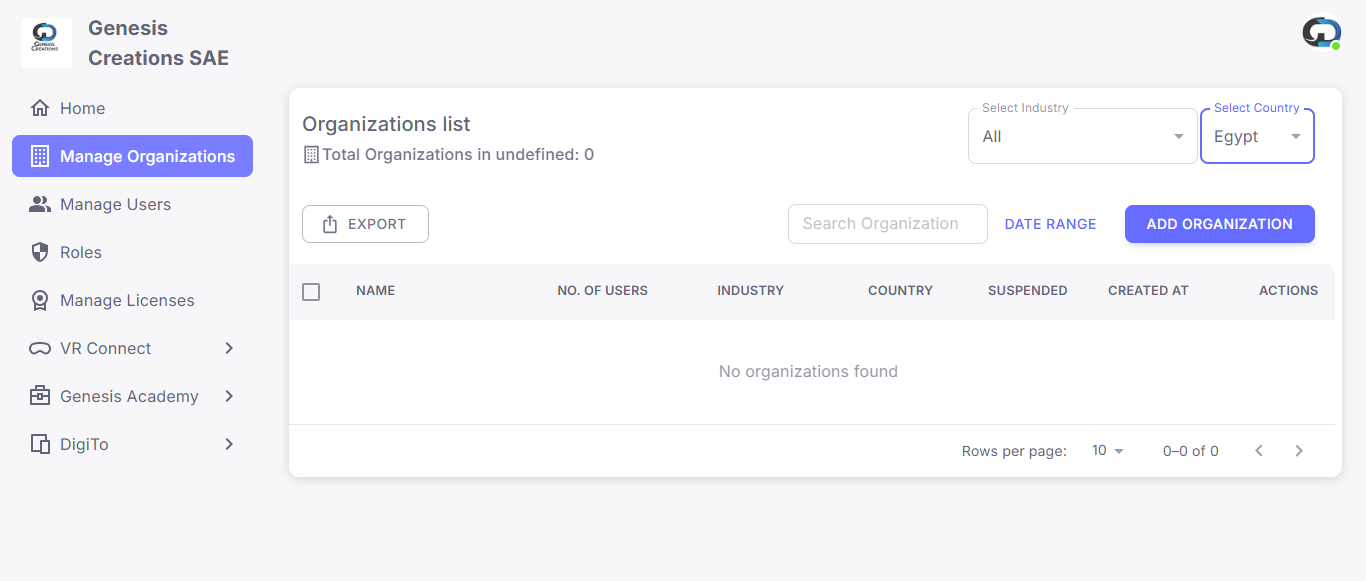 GENESIS
CREATIONS
Genesis
Creations SAE
Home
Manage Organizations
Manage Users
Roles
Manage Licenses
VR Connect
Genesis Academy
DigiTo
Organizations list
Total Organizations in undefined: 0
Select Industry
All
Select Country
Egypt
EXPORT
Search Organization
DATE RANGE
ADD ORGANIZATION
NAME NO. OF USERS INDUSTRY COUNTRY SUSPENDED CREATED AT ACTIONS
No organizations found
Rows per page: 10 0–0 of 0